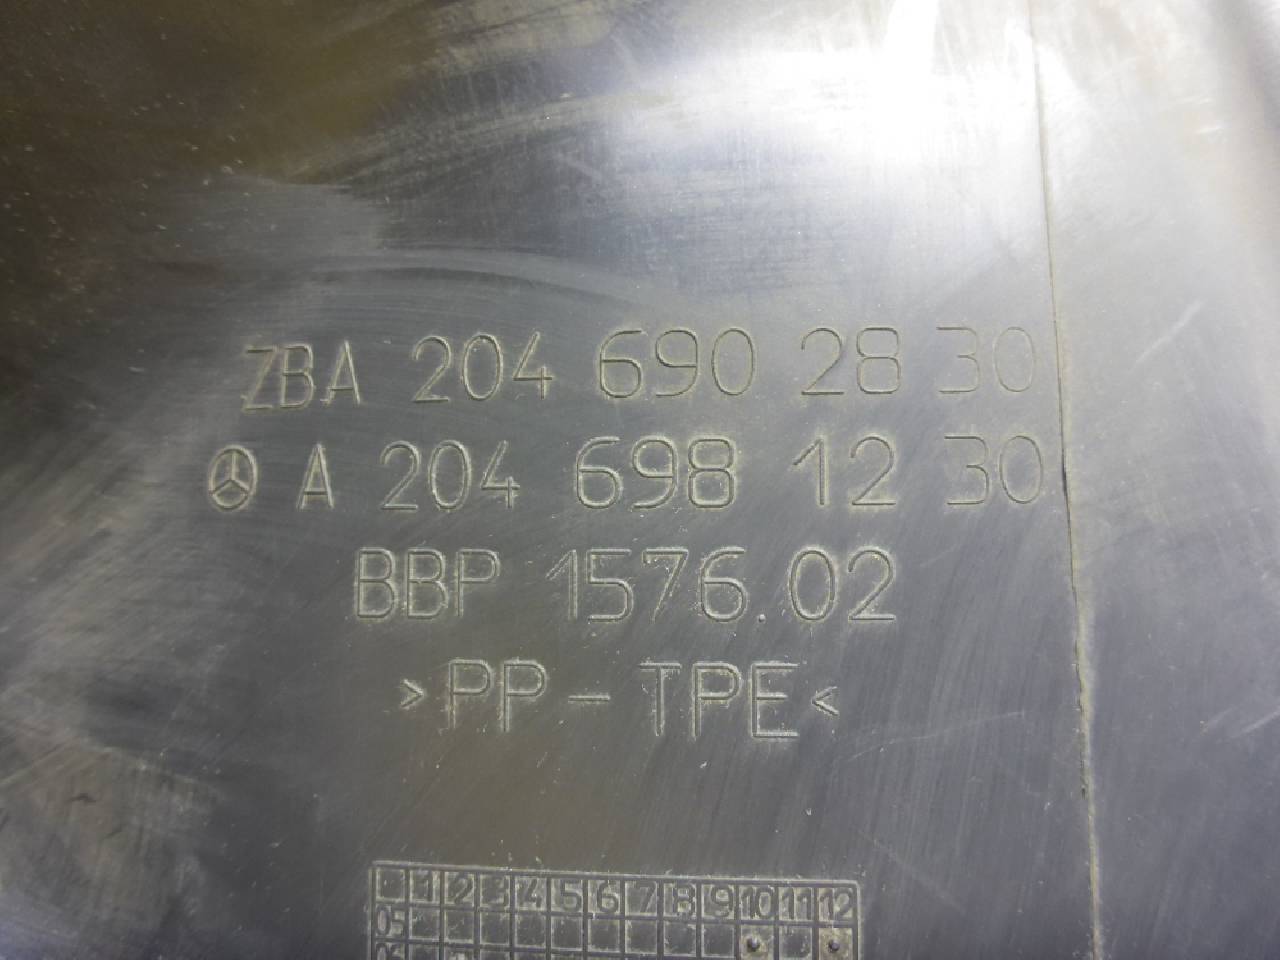 ZBA 204 690 28 30
A 204 698 12 30
BBP 1576.02
>PP-TPE<
1 2 3 4 5 6 7 8 9 10 11 12
05